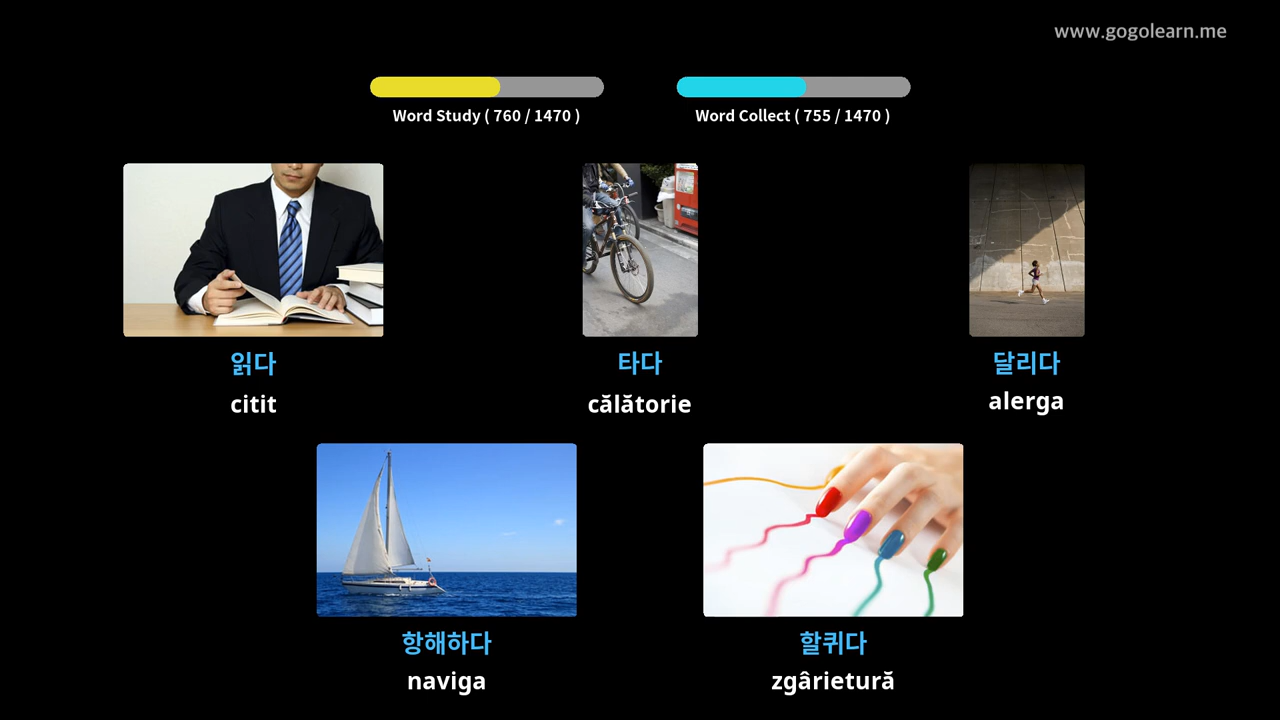 www.gogolearn.me
Word Study ( 760 / 1470 )
Word Collect ( 755 / 1470 )
읽다
citit
타다
călătorie
달리다
alerga
항해하다
naviga
할퀴다
zgârietură